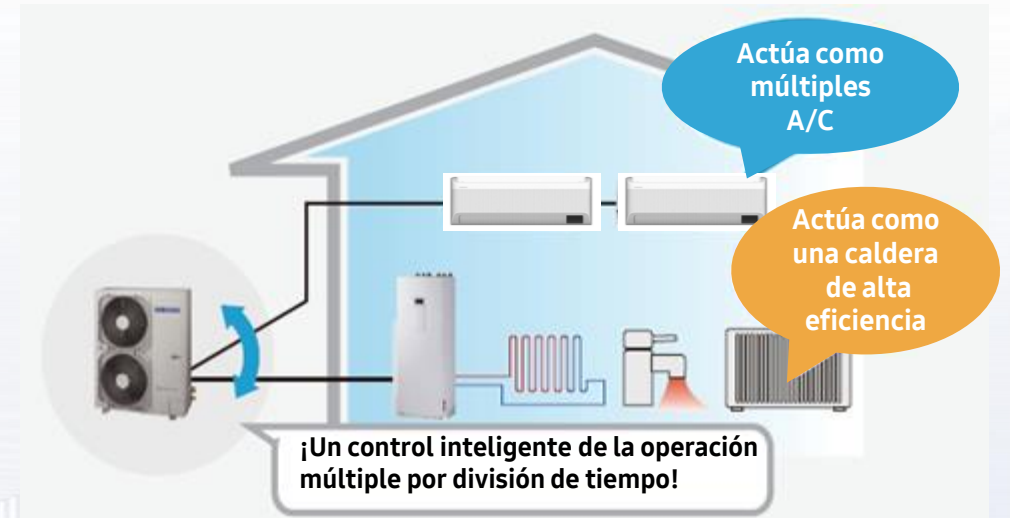 Actúa como
múltiples
A/C
Actúa como
una caldera
de alta
eficiencia
¡Un control inteligente de la operación
múltiple por división de tiempo!